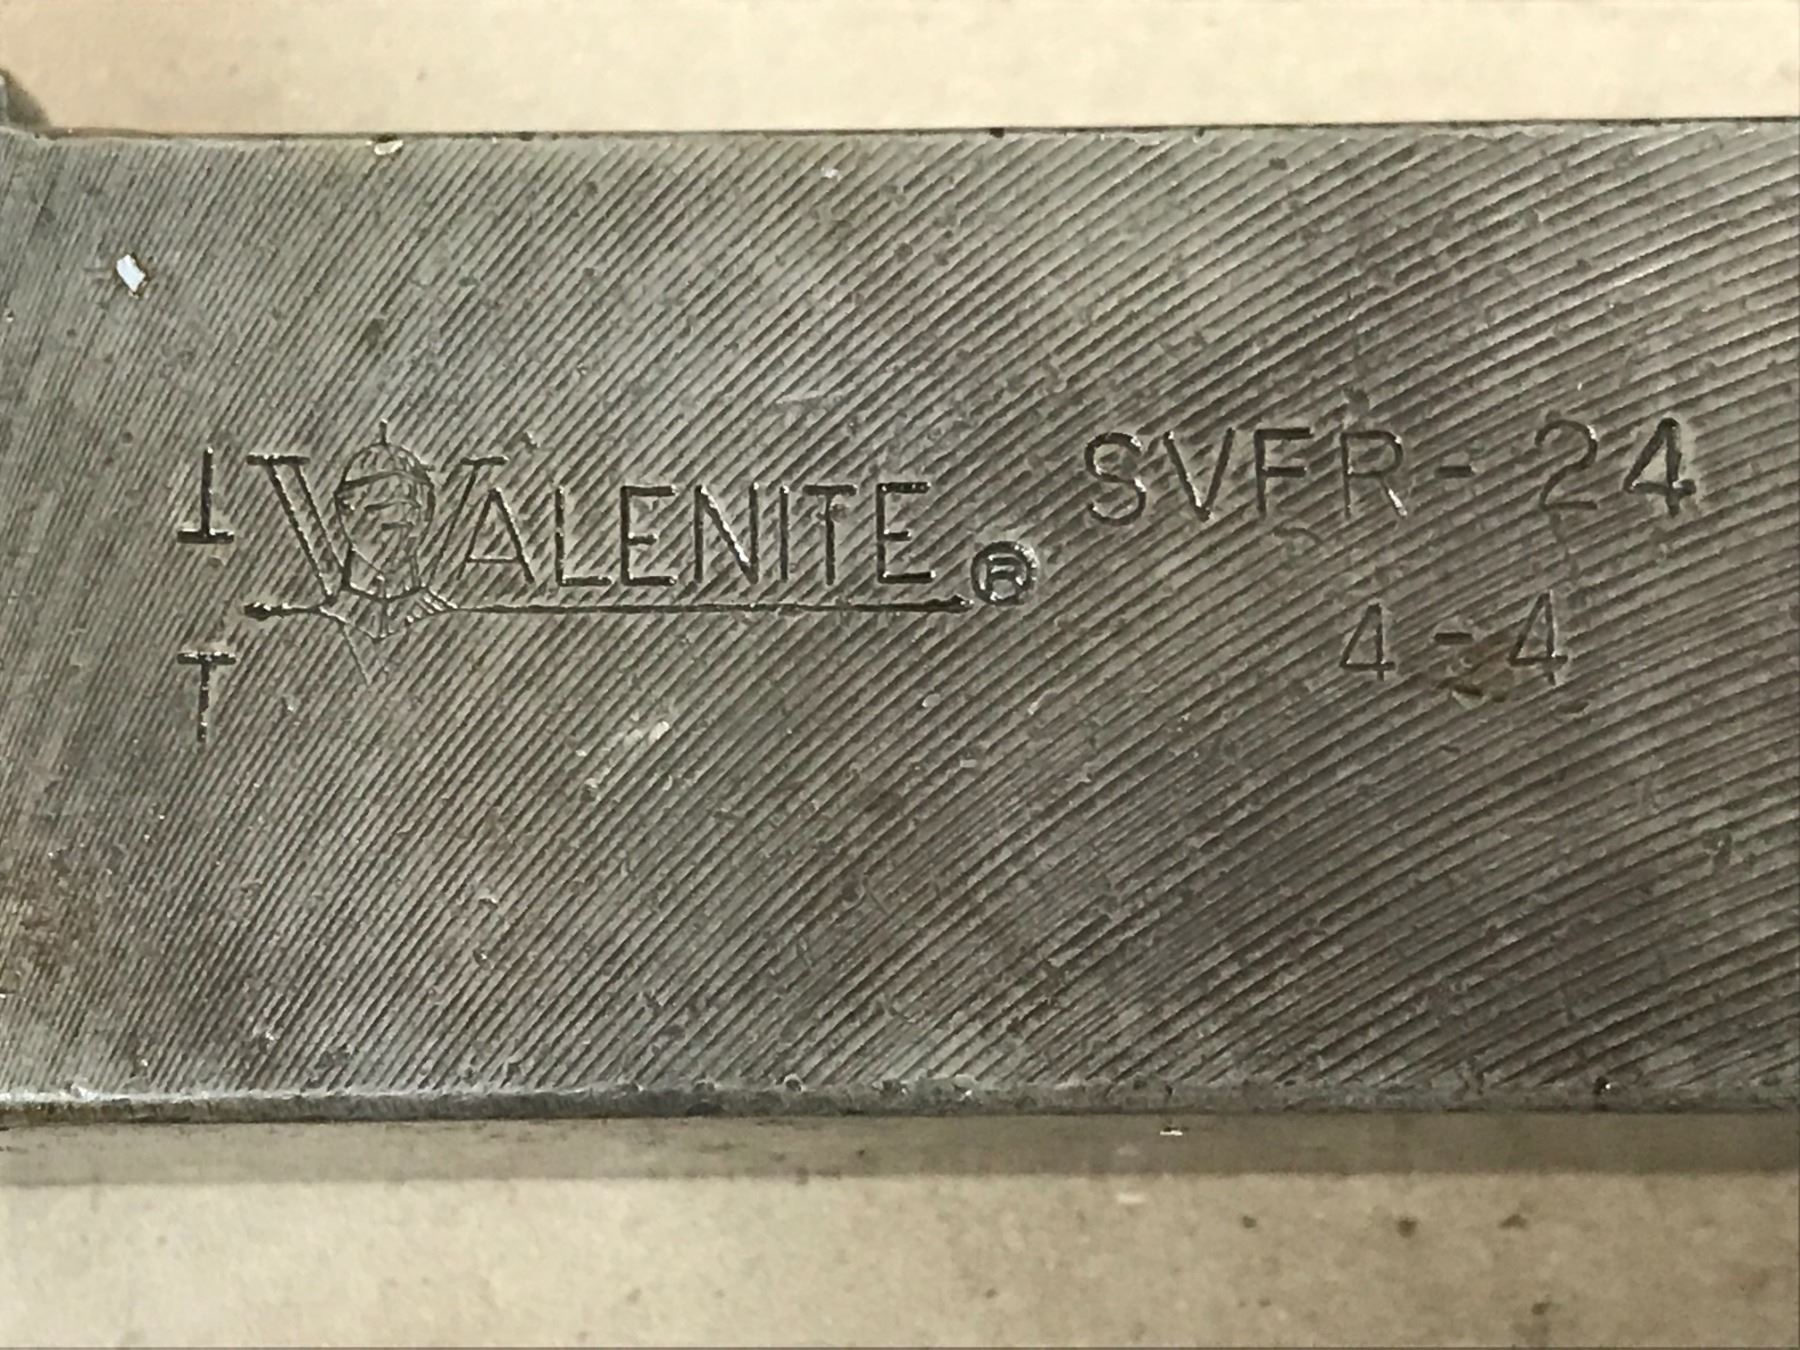 VALENITE ® SVFR-24
4-4